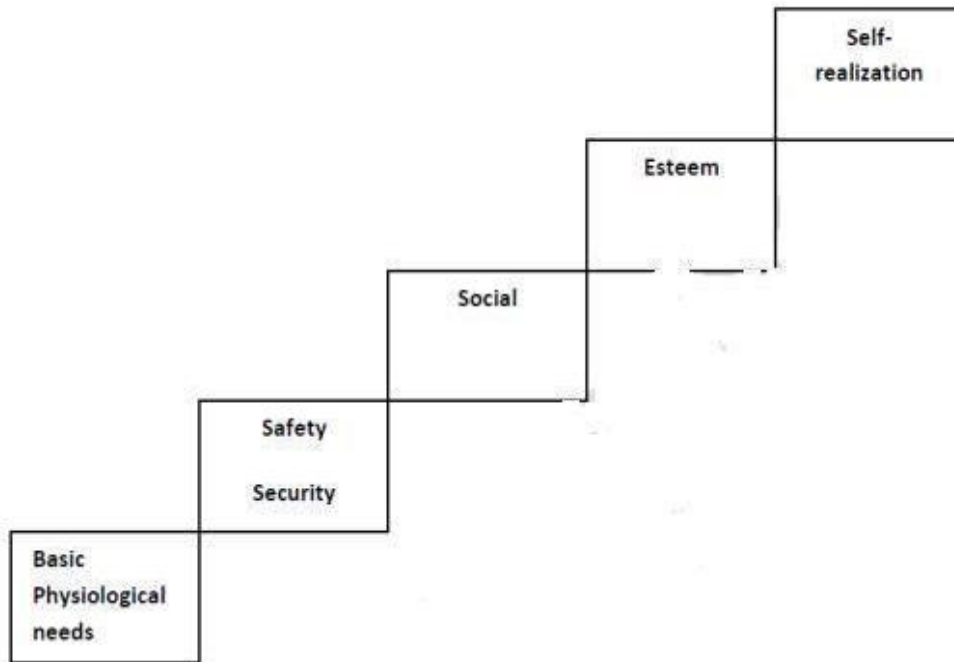 Self-
realization
Esteem
Social
Safety
Security
Basic
Physiological
needs